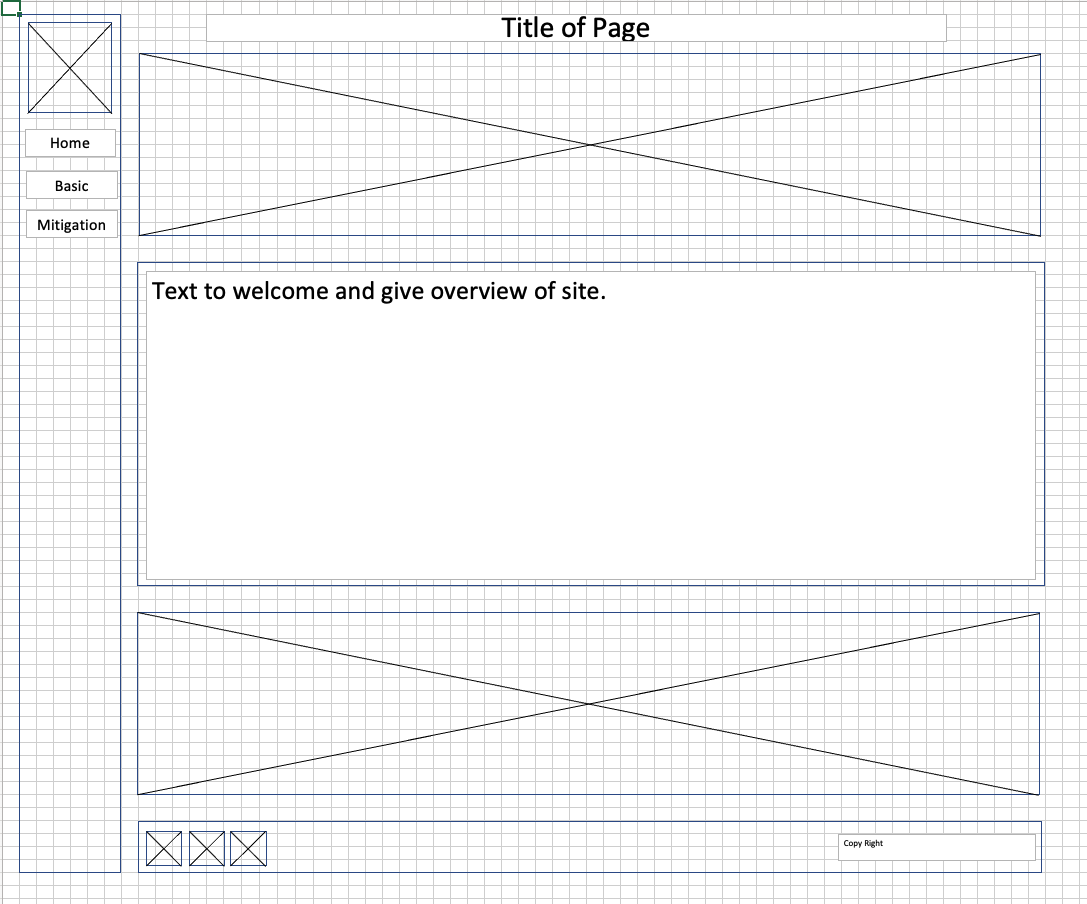 Title of Page
Home
Basic
Mitigation
Text to welcome and give overview of site.
Copy Right